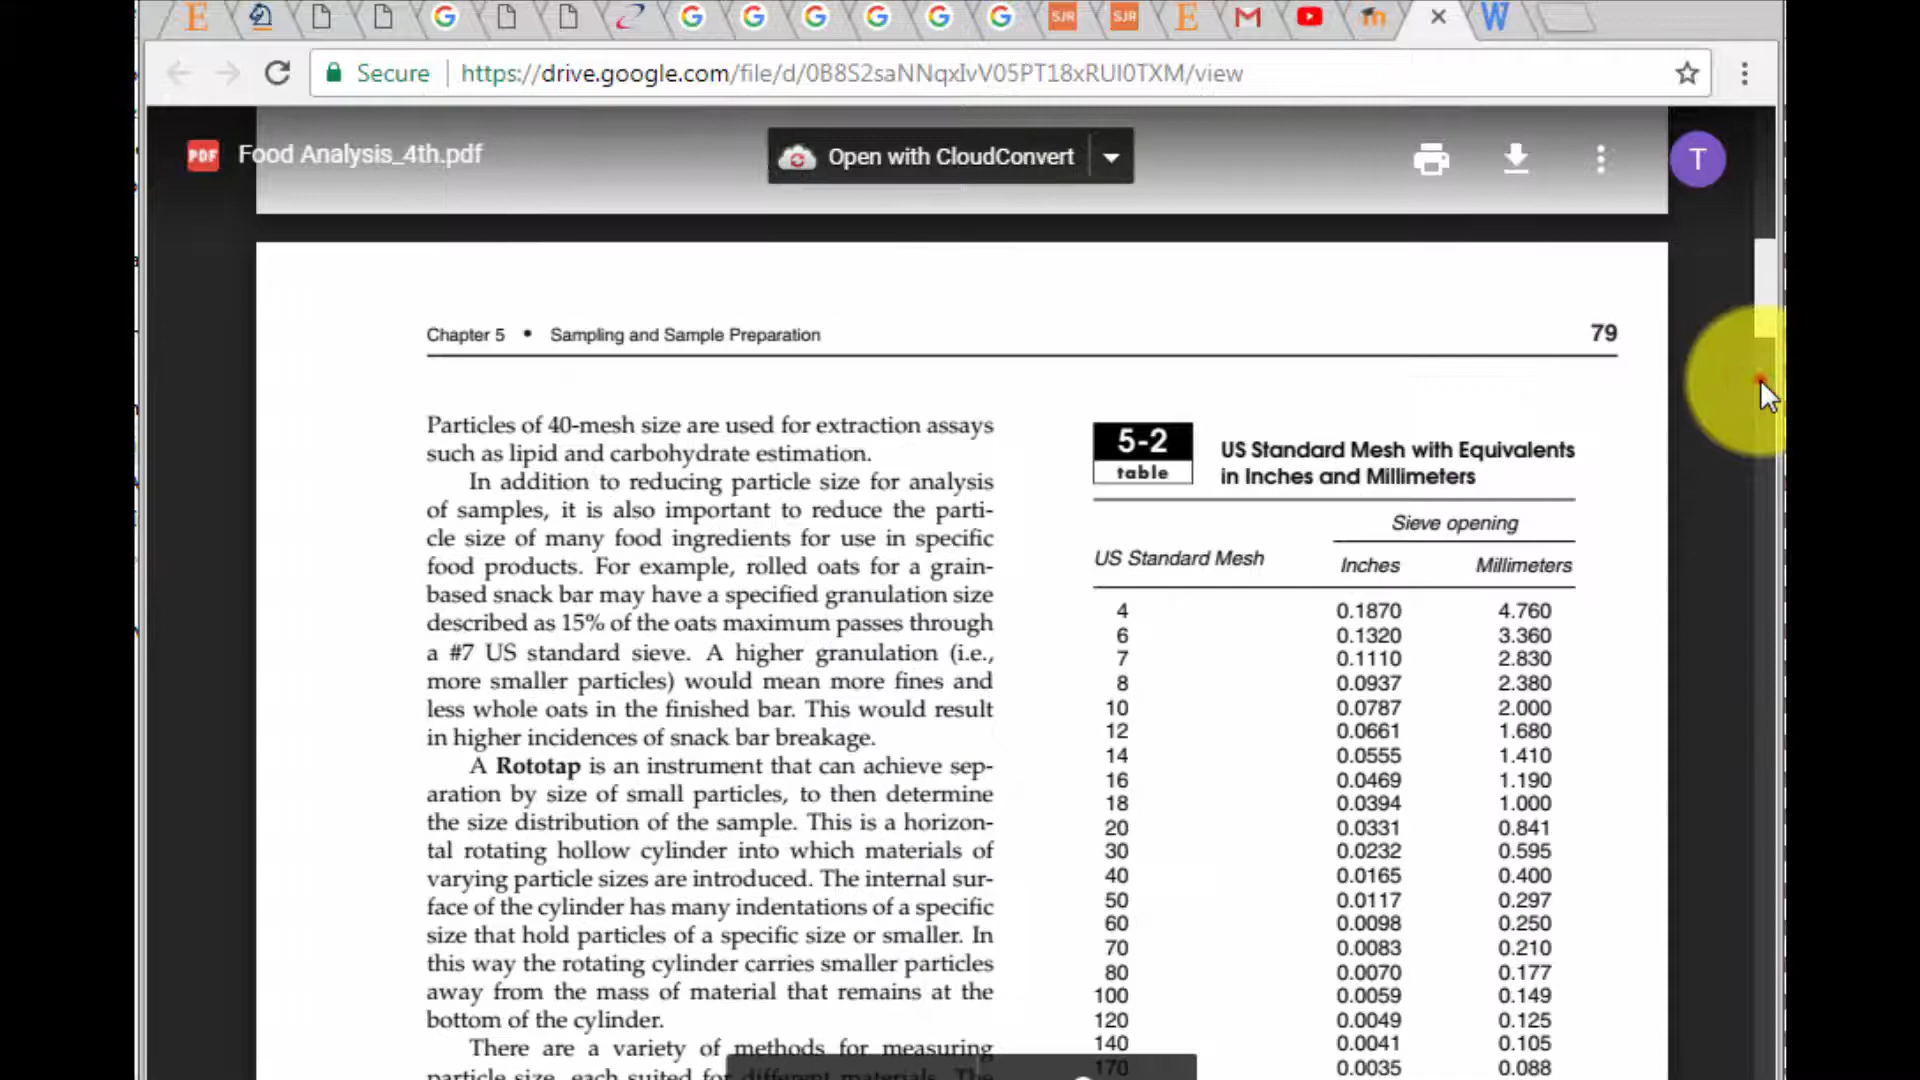 SJR
SJR
Secure
https://drive.google.com/file/d/0B8S2saNNqxIvV05PT18xRUI0TXM/view
PDF
Food Analysis_4th.pdf
Open with CloudConvert
T
Chapter 5 • Sampling and Sample Preparation
79
Particles of 40-mesh size are used for extraction assays
such as lipid and carbohydrate estimation.
In addition to reducing particle size for analysis
of samples, it is also important to reduce the parti-
cle size of many food ingredients for use in specific
food products. For example, rolled oats for a grain-
based snack bar may have a specified granulation size
described as 15% of the oats maximum passes through
a #7 US standard sieve. A higher granulation (i.e.,
more smaller particles) would mean more fines and
less whole oats in the finished bar. This would result
in higher incidences of snack bar breakage.
A Rototap is an instrument that can achieve sep-
aration by size of small particles, to then determine
the size distribution of the sample. This is a horizon-
tal rotating hollow cylinder into which materials of
varying particle sizes are introduced. The internal sur-
face of the cylinder has many indentations of a specific
size that hold particles of a specific size or smaller. In
this way the rotating cylinder carries smaller particles
away from the mass of material that remains at the
bottom of the cylinder.
There are a variety of methods for measuring
particle size, each suited for different materials. The
5-2
table
US Standard Mesh with Equivalents
in Inches and Millimeters
Sieve opening
US Standard Mesh Inches Millimeters
4 0.1870 4.760
6 0.1320 3.360
7 0.1110 2.830
8 0.0937 2.380
10 0.0787 2.000
12 0.0661 1.680
14 0.0555 1.410
16 0.0469 1.190
18 0.0394 1.000
20 0.0331 0.841
30 0.0232 0.595
40 0.0165 0.400
50 0.0117 0.297
60 0.0098 0.250
70 0.0083 0.210
80 0.0070 0.177
100 0.0059 0.149
120 0.0049 0.125
140 0.0041 0.105
170 0.0035 0.088